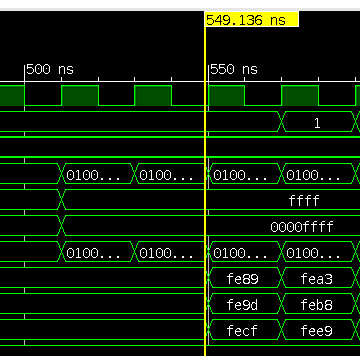 549.136 ns
500 ns 550 ns
1
0100... 0100... 0100... 0100...
ffff
0000ffff
0100... 0100... 0100... 0100...
fe89 fea3
fe9d feb8
fecf fee9